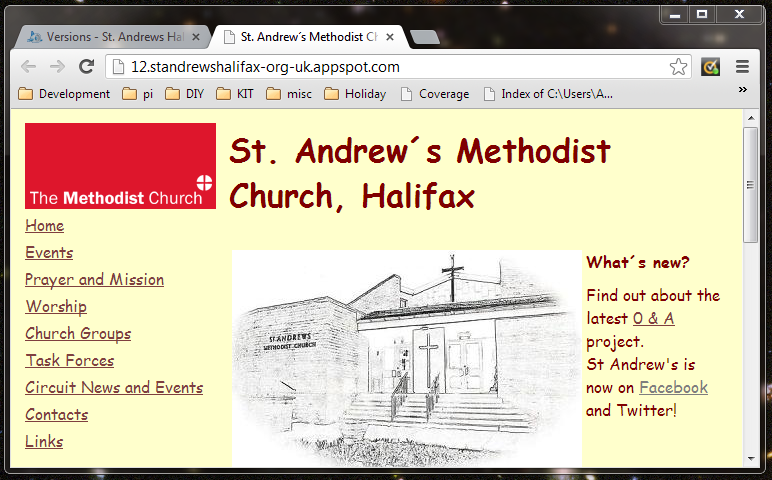 Versions - St. Andrews Hal
St. Andrew´s Methodist Ch
12.standrewshalifax-org-uk.appspot.com
Development pi DIY KIT misc Holiday Coverage Index of C:\Users\A... »
The Methodist Church
St. Andrew´s Methodist
Church, Halifax
Home
Events
Prayer and Mission
Worship
Church Groups
Task Forces
Circuit News and Events
Contacts
Links
ST. ANDREWS
METHODIST CHURCH
What´s new?
Find out about the
latest O & A
project.
St Andrew's is
now on Facebook
and Twitter!